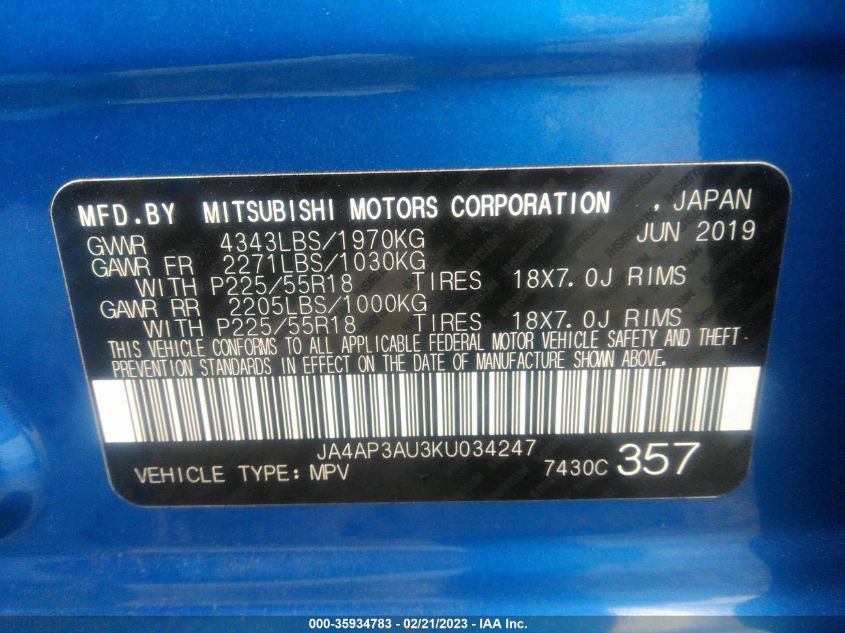 MFD.BY MITSUBISHI MOTORS CORPORATION , JAPAN
GVWR 4343LBS/1970KG JUN 2019
GAWR FR 2271LBS/1030KG
WITH P225/55R18 TIRES 18X7.0J RIMS
GAWR RR 2205LBS/1000KG
WITH P225/55R18 TIRES 18X7.0J RIMS
THIS VEHICLE CONFORMS TO ALL APPLICABLE FEDERAL MOTOR VEHICLE SAFETY AND THEFT-
PREVENTION STANDARDS IN EFFECT ON THE DATE OF MANUFACTURE SHOWN ABOVE.
JA4AP3AU3KU034247
VEHICLE TYPE: MPV 7430C 357
000-35934783 - 02/21/2023 - IAA Inc.